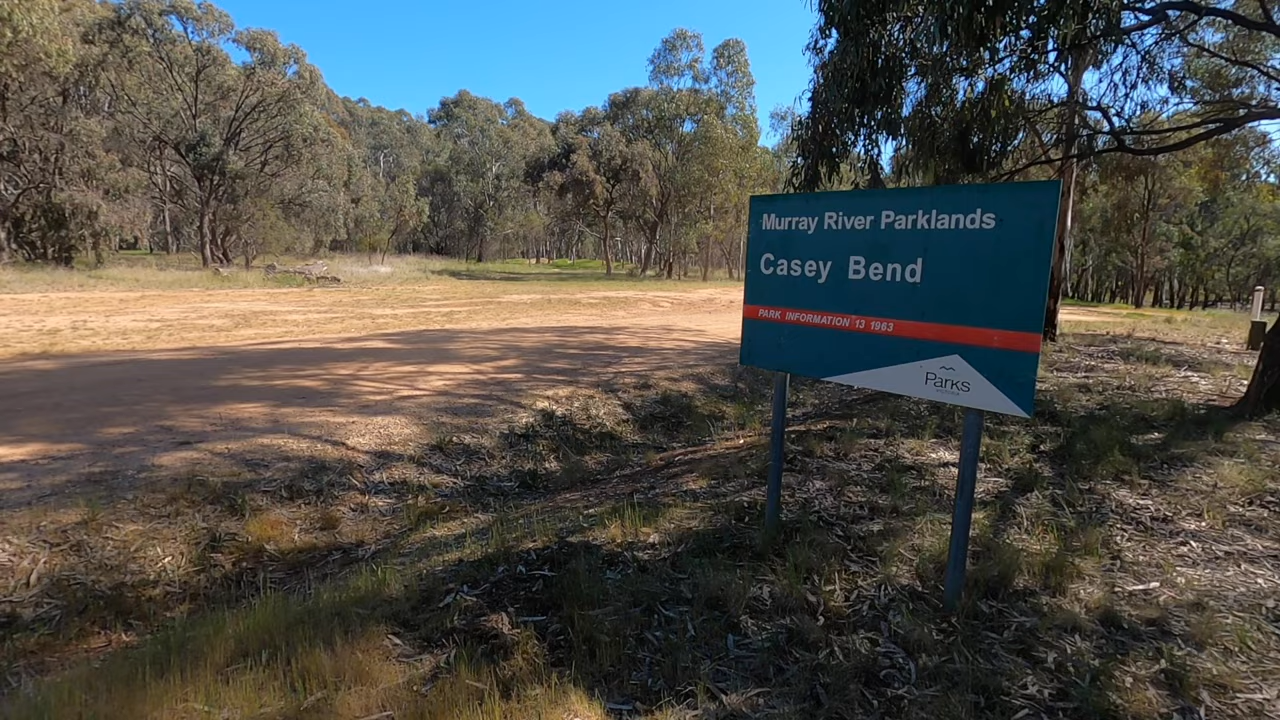 Murray River Parklands
Casey Bend
PARK INFORMATION 13 1963
Parks